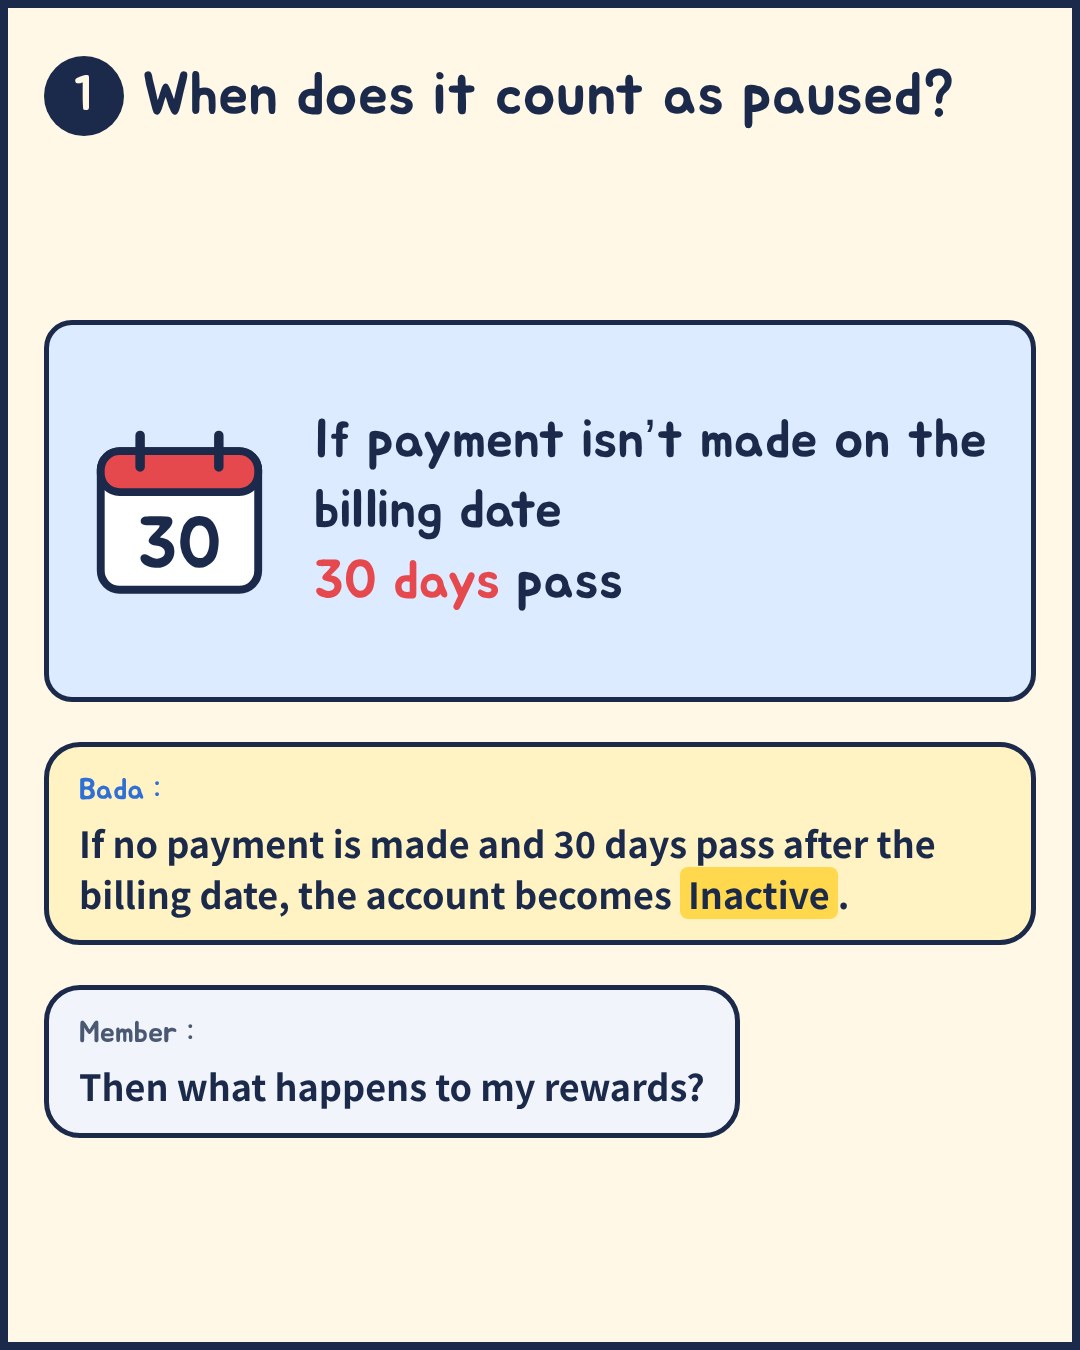 1 When does it count as paused?
30
If payment isn’t made on the
billing date
30 days pass
Bada :
If no payment is made and 30 days pass after the
billing date, the account becomes Inactive.
Member :
Then what happens to my rewards?